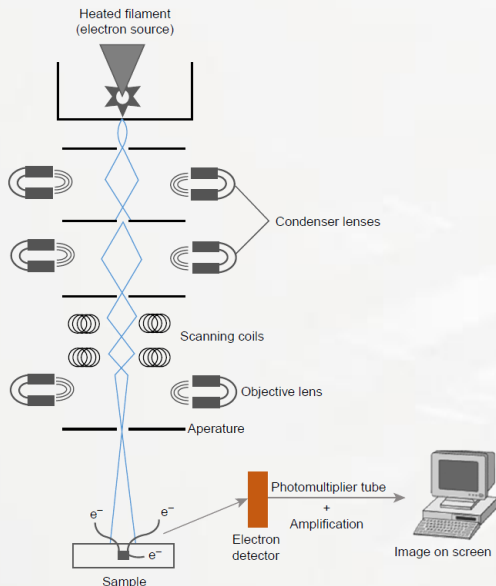 Heated filament
(electron source)
Condenser lenses
Scanning coils
Objective lens
Aperature
e⁻
e⁻
e⁻
Sample
Electron
detector
Photomultiplier tube
+
Amplification
Image on screen